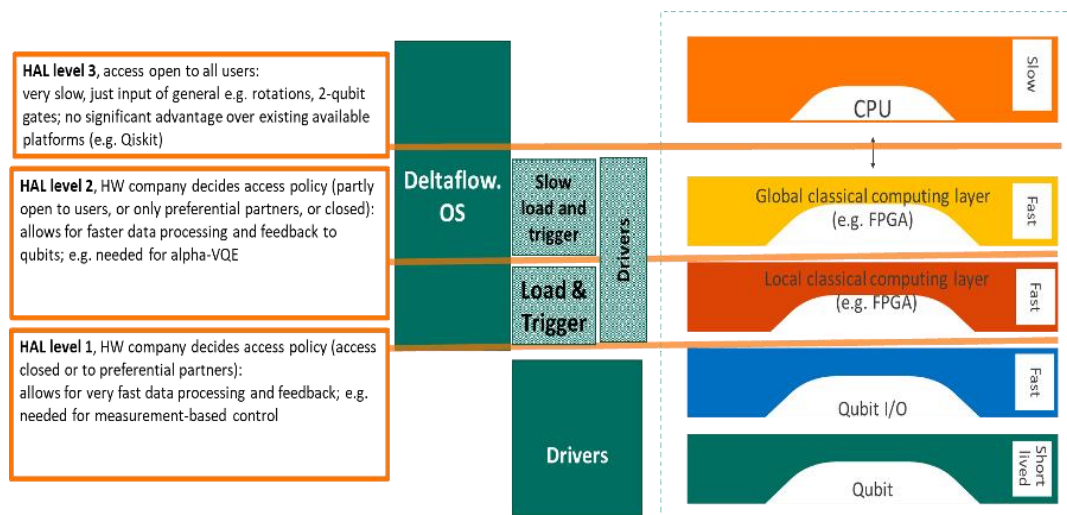 HAL level 3, access open to all users:
very slow, just input of general e.g. rotations, 2-qubit
gates; no significant advantage over existing available
platforms (e.g. Qiskit)
HAL level 2, HW company decides access policy (partly
open to users, or only preferential partners, or closed):
allows for faster data processing and feedback to
qubits; e.g. needed for alpha-VQE
HAL level 1, HW company decides access policy (access
closed or to preferential partners):
allows for very fast data processing and feedback; e.g.
needed for measurement-based control
Deltaflow.
OS
Slow
load and
trigger
Load &
Trigger
Drivers
Drivers
CPU
Slow
Global classical computing layer
(e.g. FPGA)
Fast
Local classical computing layer
(e.g. FPGA)
Fast
Qubit I/O
Fast
Qubit
Short
lived